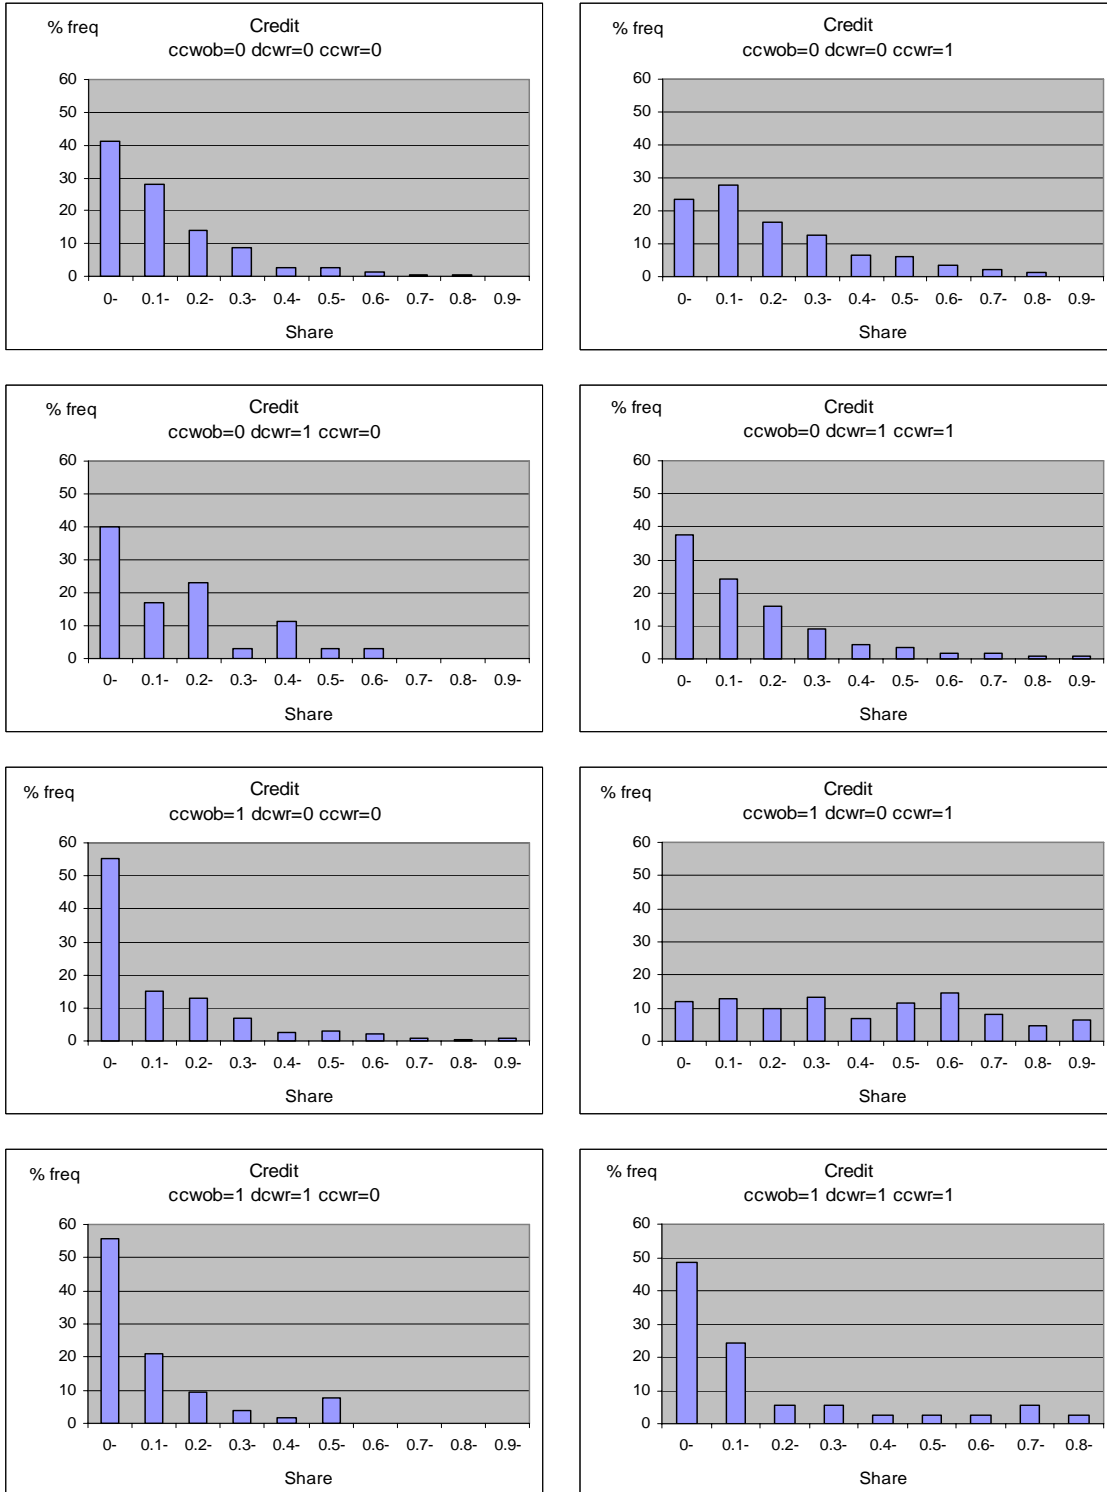 % freq
Credit
ccwob=0 dcwr=0 ccwr=0
60
50
40
30
20
10
0
0- 0.1- 0.2- 0.3- 0.4- 0.5- 0.6- 0.7- 0.8- 0.9-
Share
% freq
Credit
ccwob=0 dcwr=0 ccwr=1
60
50
40
30
20
10
0
0- 0.1- 0.2- 0.3- 0.4- 0.5- 0.6- 0.7- 0.8- 0.9-
Share
% freq
Credit
ccwob=0 dcwr=1 ccwr=0
60
50
40
30
20
10
0
0- 0.1- 0.2- 0.3- 0.4- 0.5- 0.6- 0.7- 0.8- 0.9-
Share
% freq
Credit
ccwob=0 dcwr=1 ccwr=1
60
50
40
30
20
10
0
0- 0.1- 0.2- 0.3- 0.4- 0.5- 0.6- 0.7- 0.8- 0.9-
Share
% freq
Credit
ccwob=1 dcwr=0 ccwr=0
60
50
40
30
20
10
0
0- 0.1- 0.2- 0.3- 0.4- 0.5- 0.6- 0.7- 0.8- 0.9-
Share
% freq
Credit
ccwob=1 dcwr=0 ccwr=1
60
50
40
30
20
10
0
0- 0.1- 0.2- 0.3- 0.4- 0.5- 0.6- 0.7- 0.8- 0.9-
Share
% freq
Credit
ccwob=1 dcwr=1 ccwr=0
60
50
40
30
20
10
0
0- 0.1- 0.2- 0.3- 0.4- 0.5- 0.6- 0.7- 0.8- 0.9-
Share
% freq
Credit
ccwob=1 dcwr=1 ccwr=1
60
50
40
30
20
10
0
0- 0.1- 0.2- 0.3- 0.4- 0.5- 0.6- 0.7- 0.8-
Share